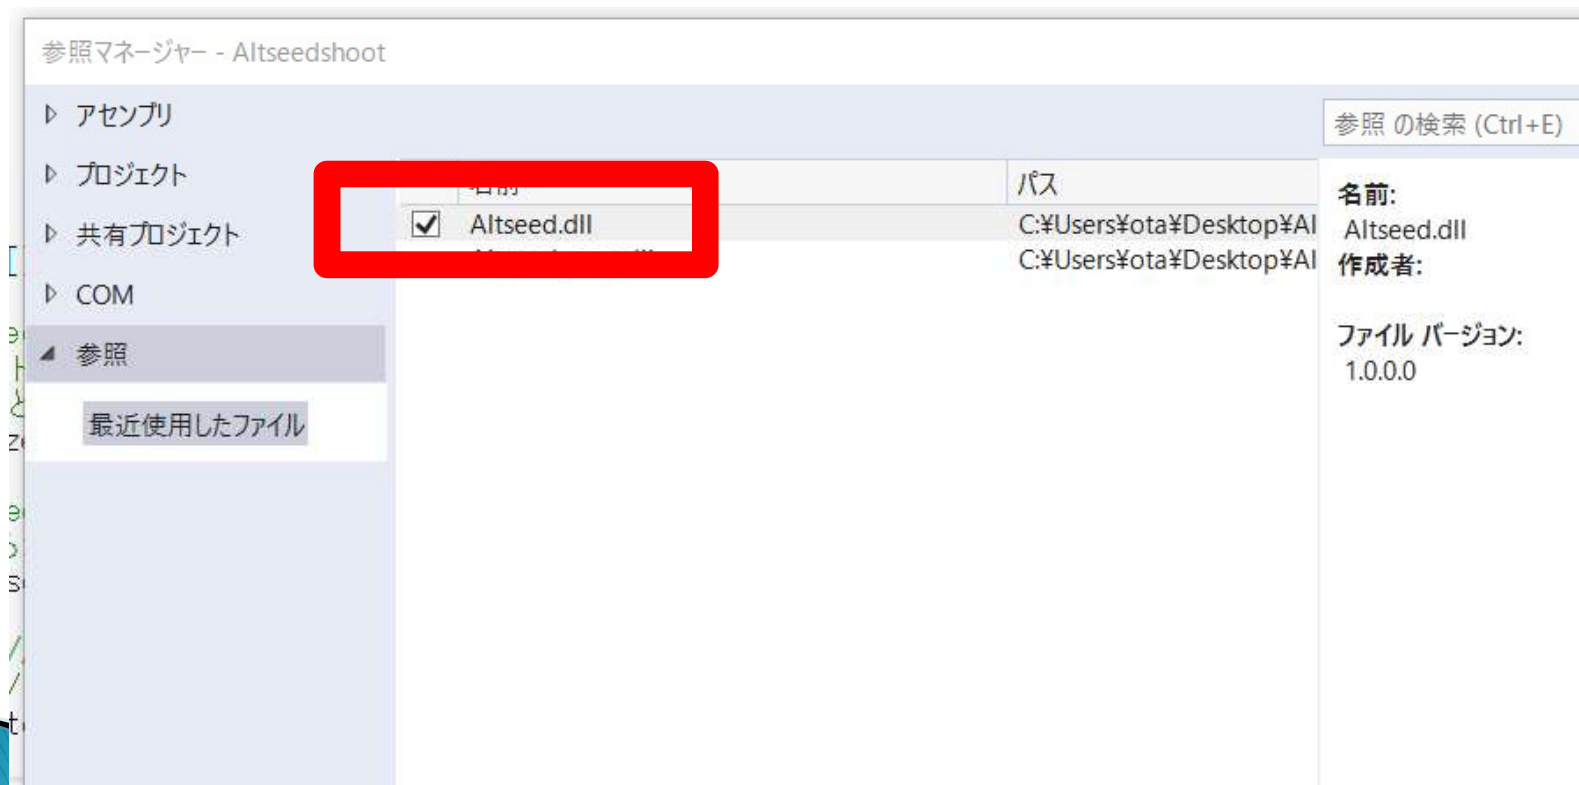 参照マネージャー - Altseedshoot
アセンブリ
プロジェクト
共有プロジェクト
COM
参照
最近使用したファイル
名前 パス
Altseed.dll C:¥Users¥ota¥Desktop¥Al
C:¥Users¥ota¥Desktop¥Al
参照 の検索 (Ctrl+E)
名前:
Altseed.dll
作成者:
ファイル バージョン:
1.0.0.0